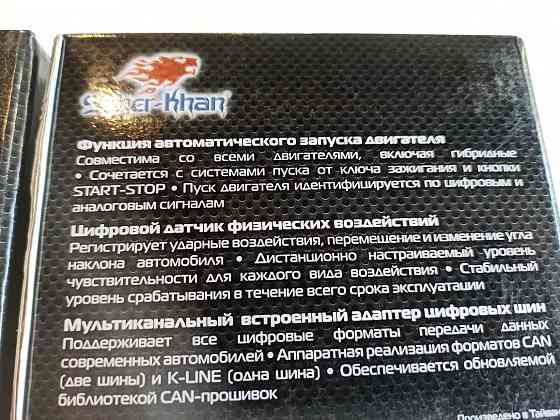 Scher-Khan
Функция автоматического запуска двигателя
Совместима со всеми двигателями, включая гибридные
• Сочетается с системами пуска от ключа зажигания и кнопки
START-STOP • Пуск двигателя идентифицируется по цифровым и
аналоговым сигналам
Цифровой датчик физических воздействий
Регистрирует ударные воздействия, перемещение и изменение угла
наклона автомобиля • Дистанционно настраиваемый уровень
чувствительности для каждого вида воздействия • Стабильный
уровень срабатывания в течение всего срока эксплуатации
Мультиканальный встроенный адаптер цифровых шин
Поддерживает все цифровые форматы передачи данных
современных автомобилей • Аппаратная реализация форматов CAN
(две шины) и K-LINE (одна шина) • Обеспечивается обновляемой
библиотекой CAN-прошивок
Произведено в Тайван